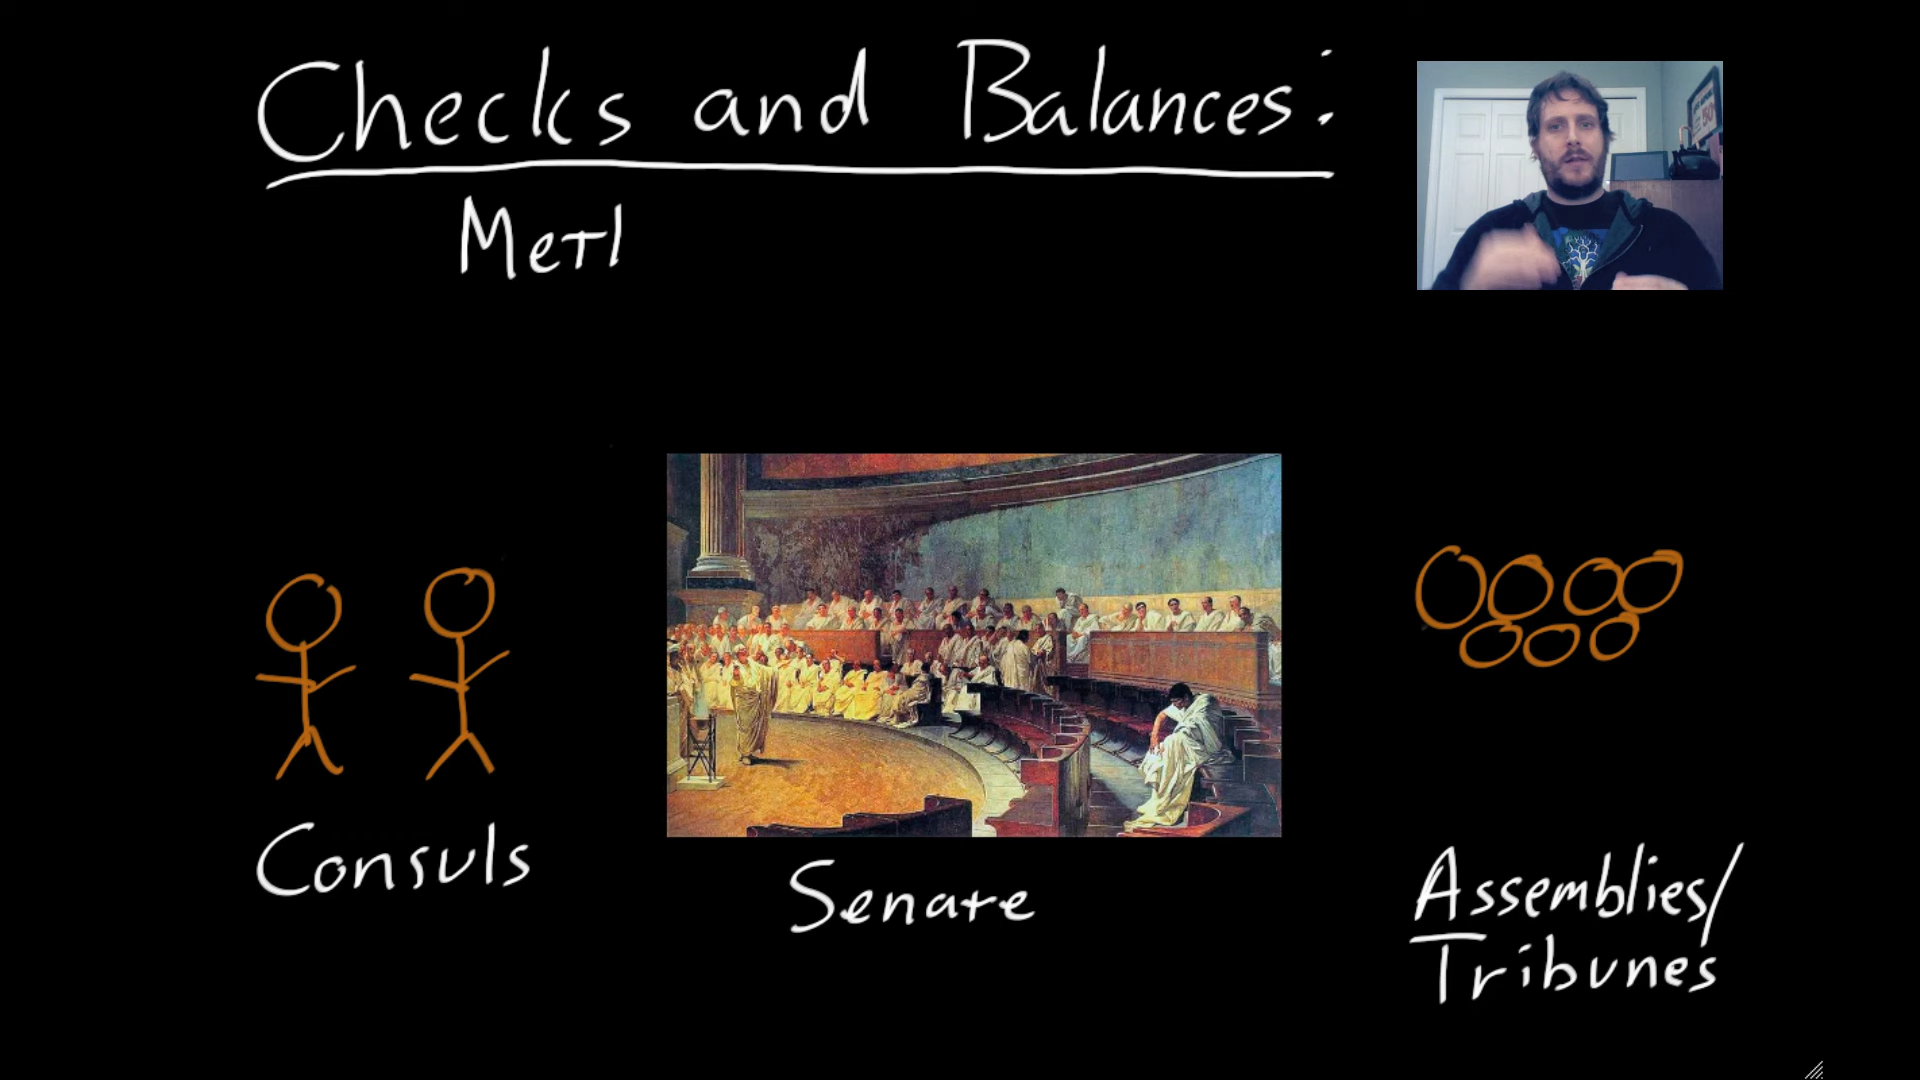 Checks and Balances:
Metl
Consuls
Senate
Assemblies/
Tribunes